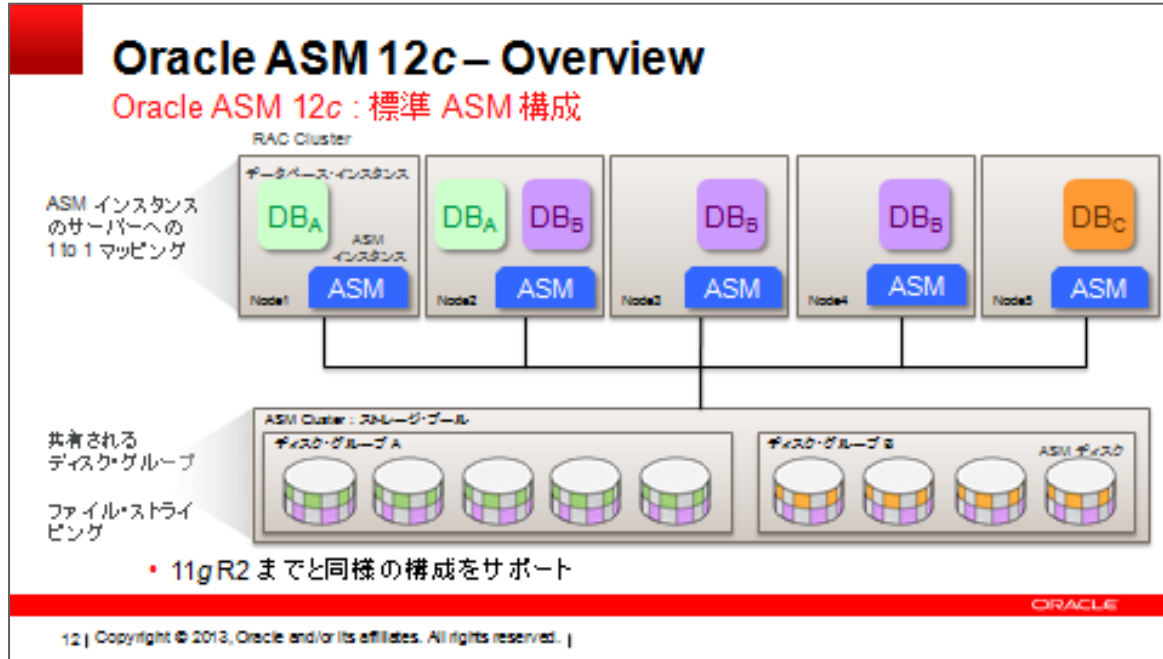 Oracle ASM 12c – Overview
Oracle ASM 12c : 標準 ASM 構成
RAC Cluster
ASM インスタンス
のサーバーへの
1 to 1 マッピング
データベース・インスタンス
DBA
ASM
インスタンス
Node1
ASM
DBA
DBB
Node2
ASM
DBB
Node3
ASM
DBB
Node4
ASM
DBC
Node5
ASM
共有される
ディスク・グループ
ファイル・ストライ
ピング
ASM Cluster : ストレージ・プール
ディスク・グループ A
ディスク・グループ B
ASM ディスク
• 11g R2 までと同様の構成をサポート
ORACLE
12 | Copyright © 2013, Oracle and/or its affiliates. All rights reserved. |